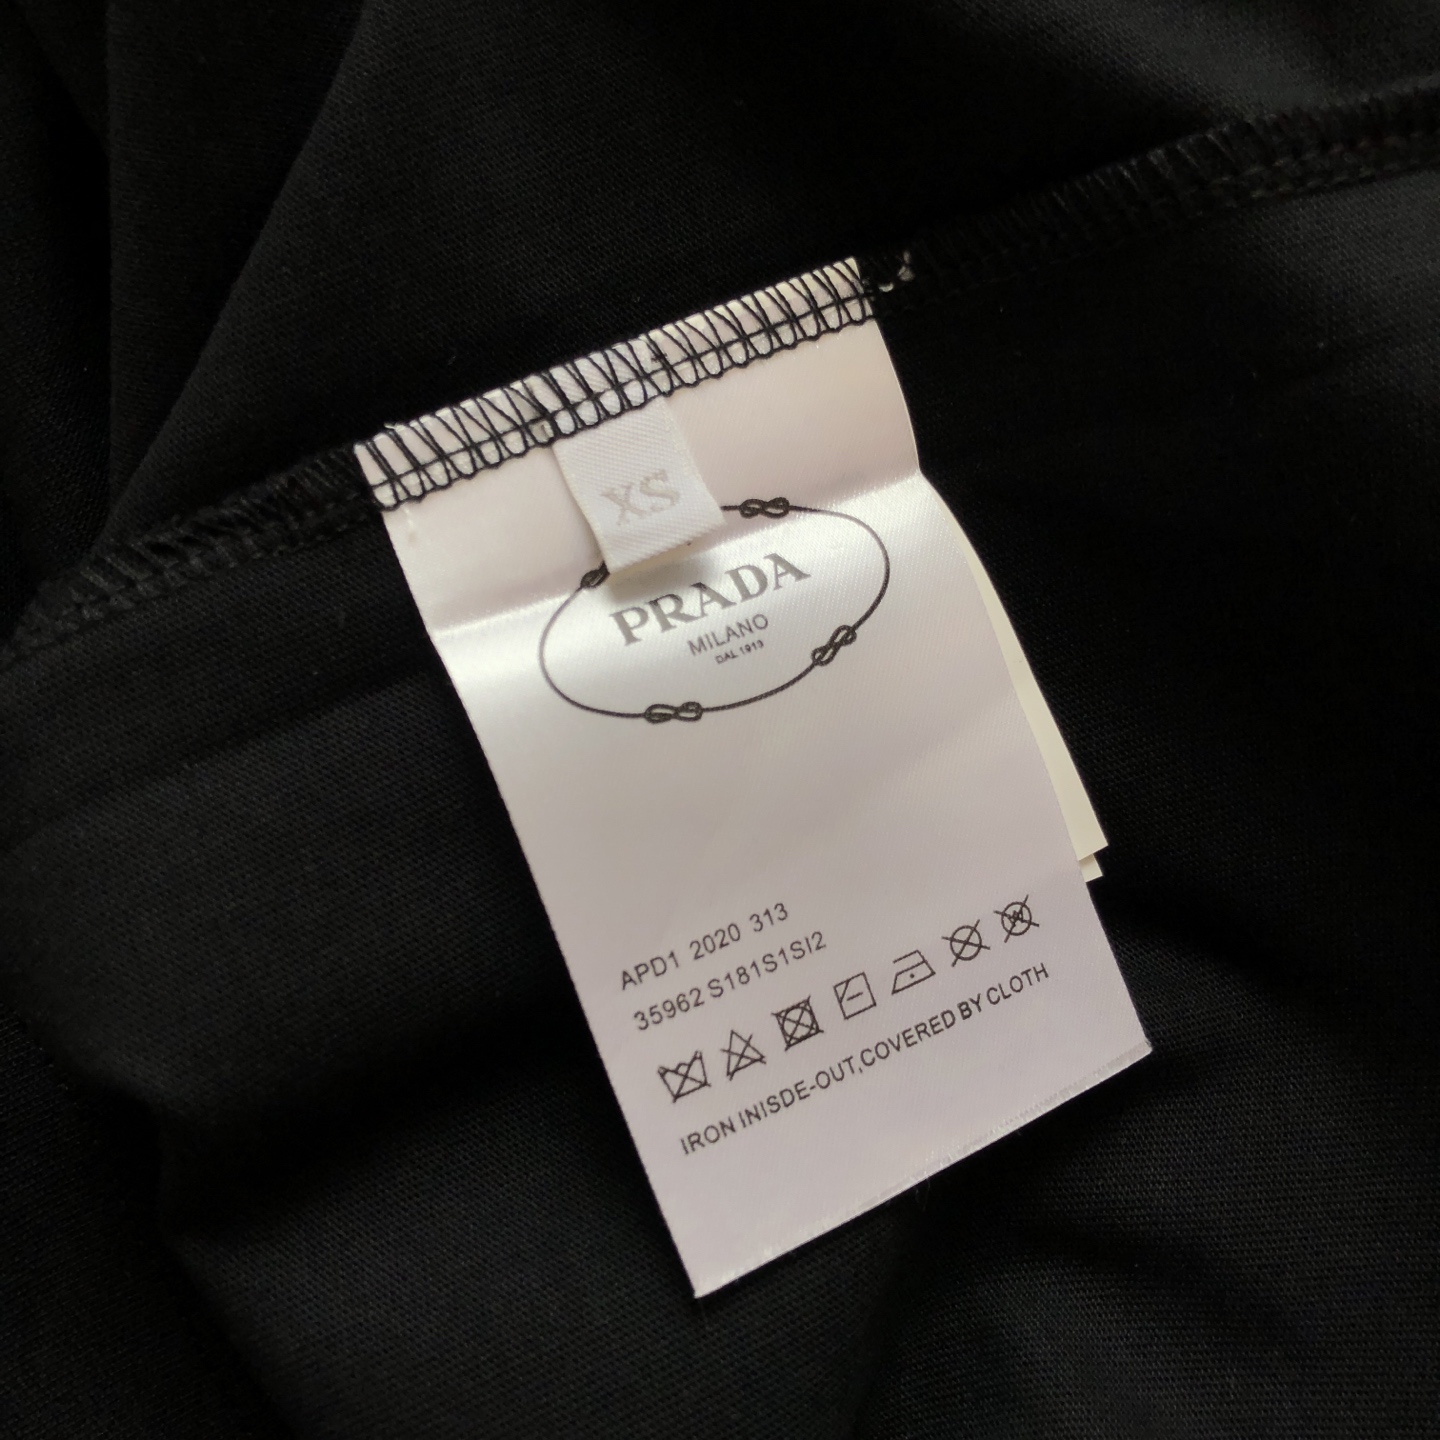 XS
PRADA
MILANO
DAL 1913
APD1 2020 313
35962 S181S1SI2
IRON INISDE-OUT,COVERED BY CLOTH